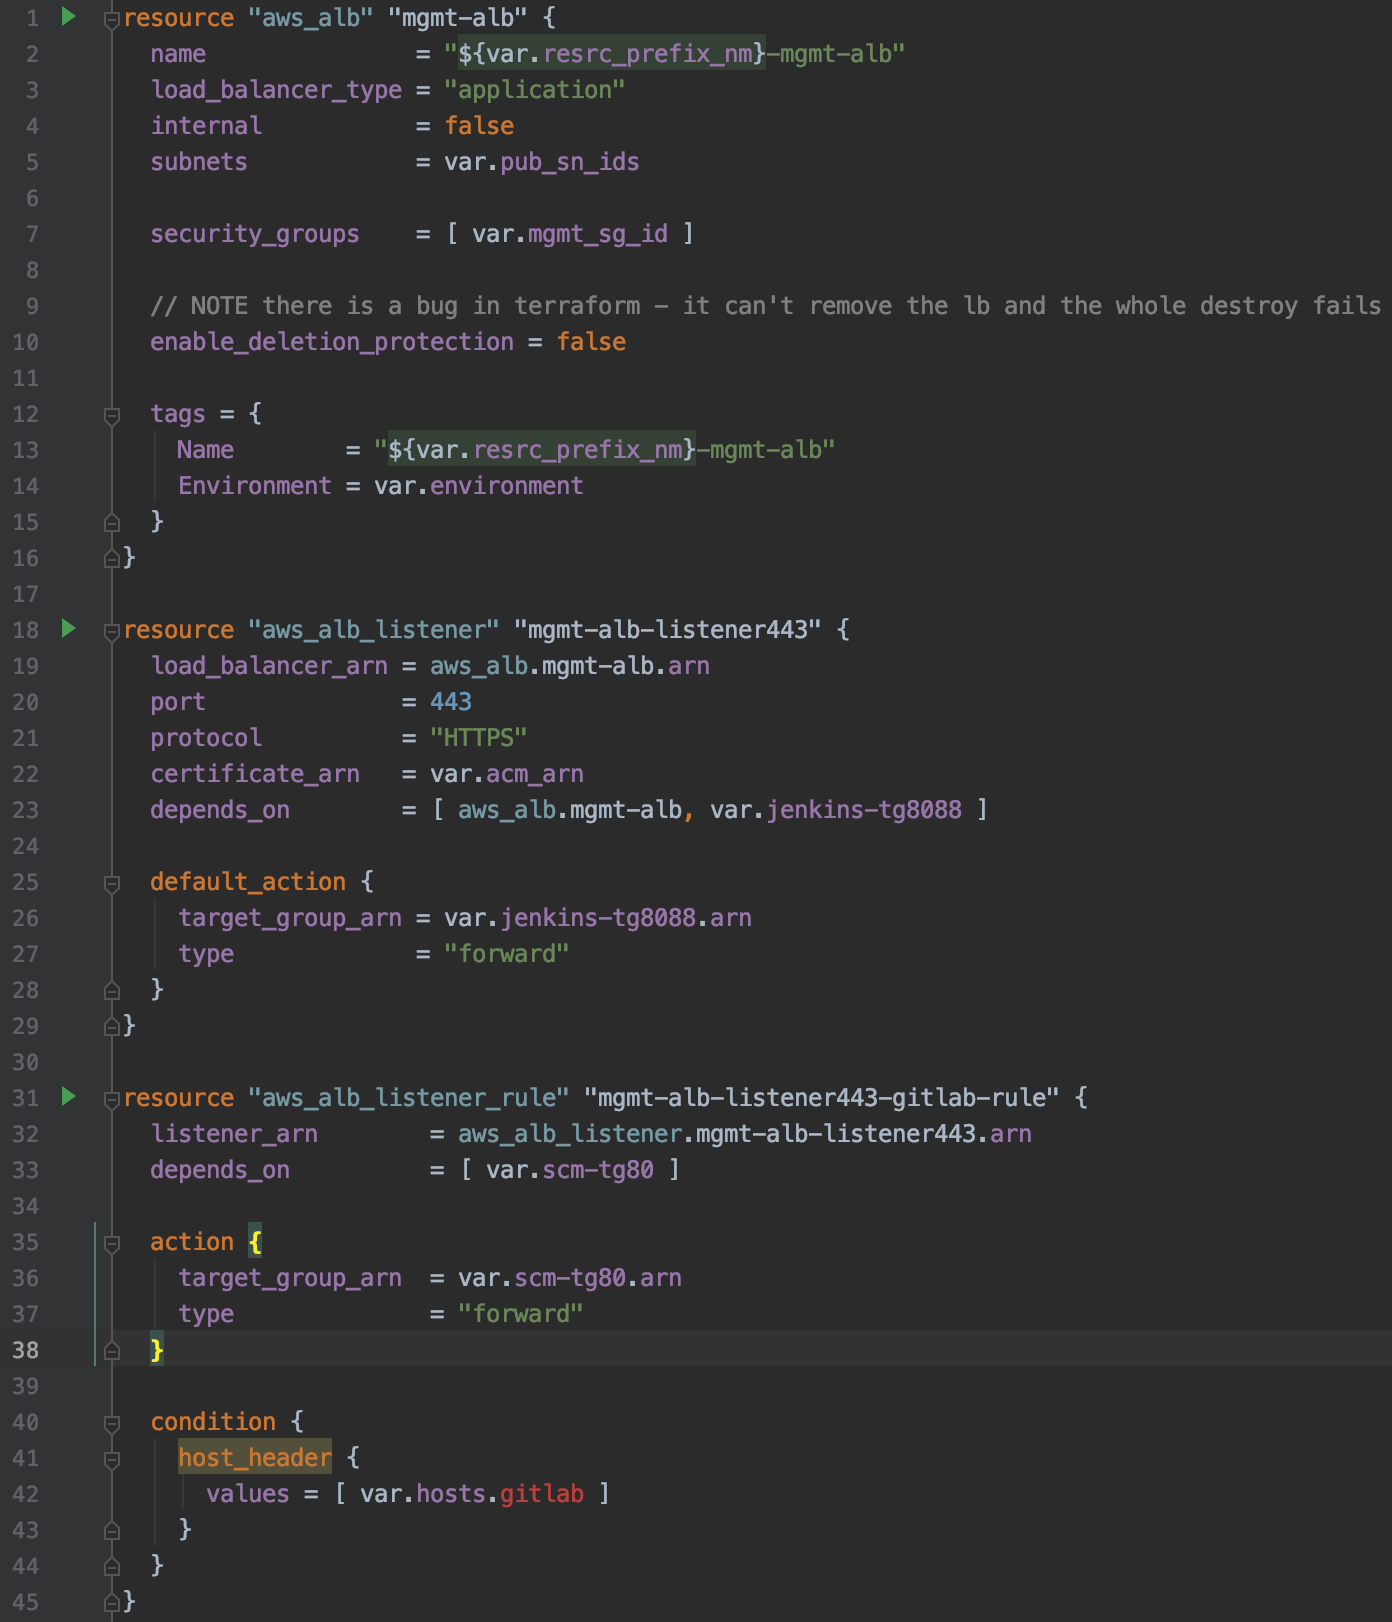 1 resource "aws_alb" "mgmt-alb" {
2 name = "${var.resrc_prefix_nm}-mgmt-alb"
3 load_balancer_type = "application"
4 internal = false
5 subnets = var.pub_sn_ids
6
7 security_groups = [ var.mgmt_sg_id ]
8
9 // NOTE there is a bug in terraform - it can't remove the lb and the whole destroy fails
10 enable_deletion_protection = false
11
12 tags = {
13 Name = "${var.resrc_prefix_nm}-mgmt-alb"
14 Environment = var.environment
15 }
16 }
17
18 resource "aws_alb_listener" "mgmt-alb-listener443" {
19 load_balancer_arn = aws_alb.mgmt-alb.arn
20 port = 443
21 protocol = "HTTPS"
22 certificate_arn = var.acm_arn
23 depends_on = [ aws_alb.mgmt-alb, var.jenkins-tg8088 ]
24
25 default_action {
26 target_group_arn = var.jenkins-tg8088.arn
27 type = "forward"
28 }
29 }
30
31 resource "aws_alb_listener_rule" "mgmt-alb-listener443-gitlab-rule" {
32 listener_arn = aws_alb_listener.mgmt-alb-listener443.arn
33 depends_on = [ var.scm-tg80 ]
34
35 action {
36 target_group_arn = var.scm-tg80.arn
37 type = "forward"
38 }
39
40 condition {
41 host_header {
42 values = [ var.hosts.gitlab ]
43 }
44 }
45 }